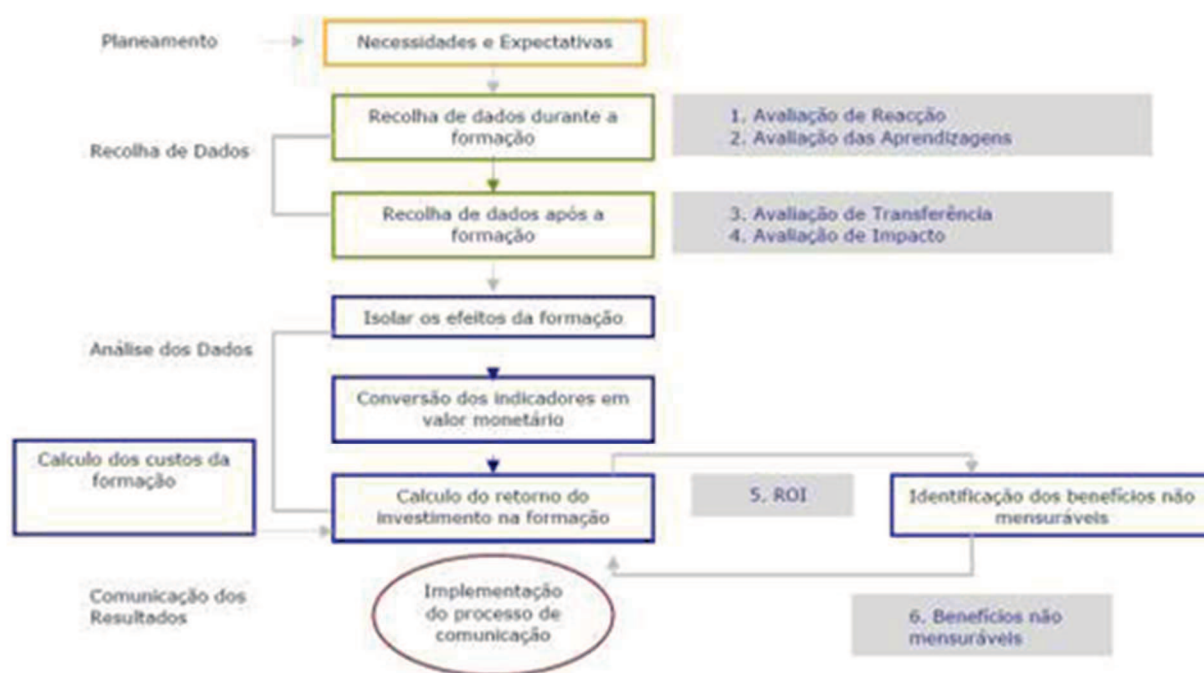 Planeamento
Necessidades e Expectativas
Recolha de dados durante a
formação
1. Avaliação de Reacção
2. Avaliação das Aprendizagens
Recolha de Dados
Recolha de dados após a
formação
3. Avaliação de Transferência
4. Avaliação de Impacto
Isolar os efeitos da formação
Análise dos Dados
Conversão dos indicadores em
valor monetário
Calculo dos custos da
formação
Calculo do retorno do
investimento na formação
5. ROI
Identificação dos benefícios não
mensuráveis
Comunicação dos
Resultados
Implementação
do processo de
comunicação
6. Benefícios não
mensuráveis